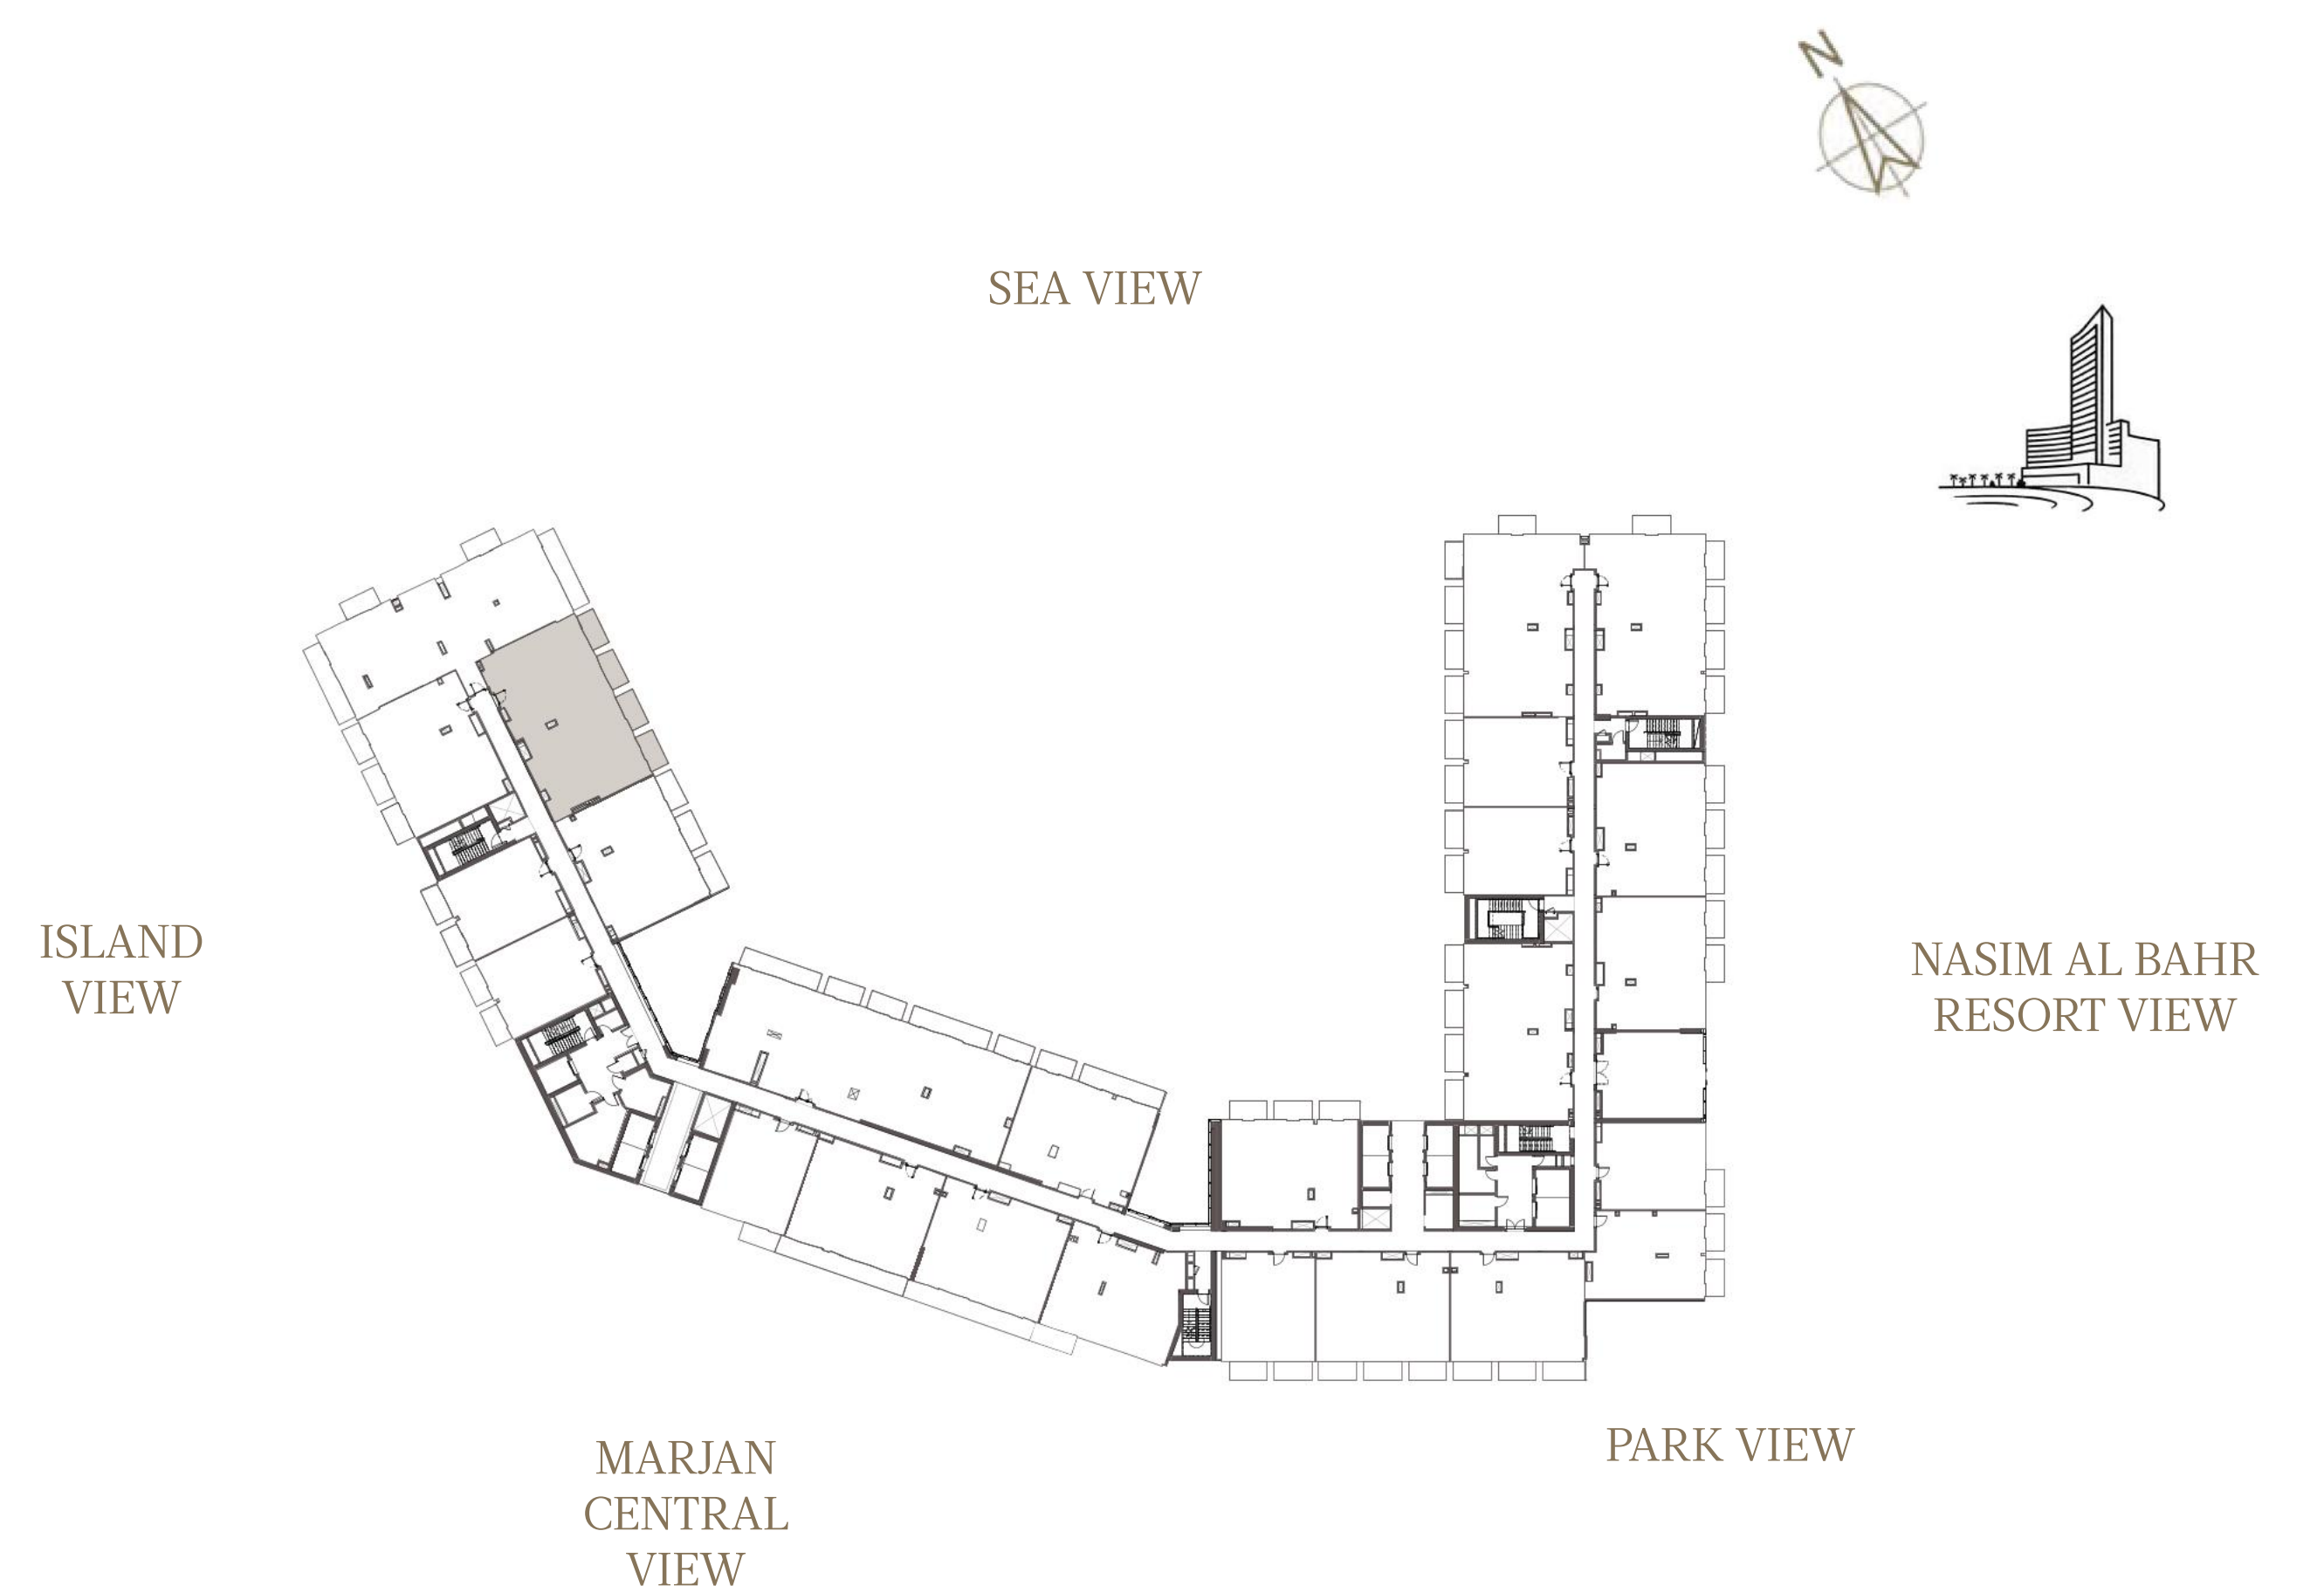 N
SEA VIEW
ISLAND
VIEW
NASIM AL BAHR
RESORT VIEW
PARK VIEW
MARJAN
CENTRAL
VIEW